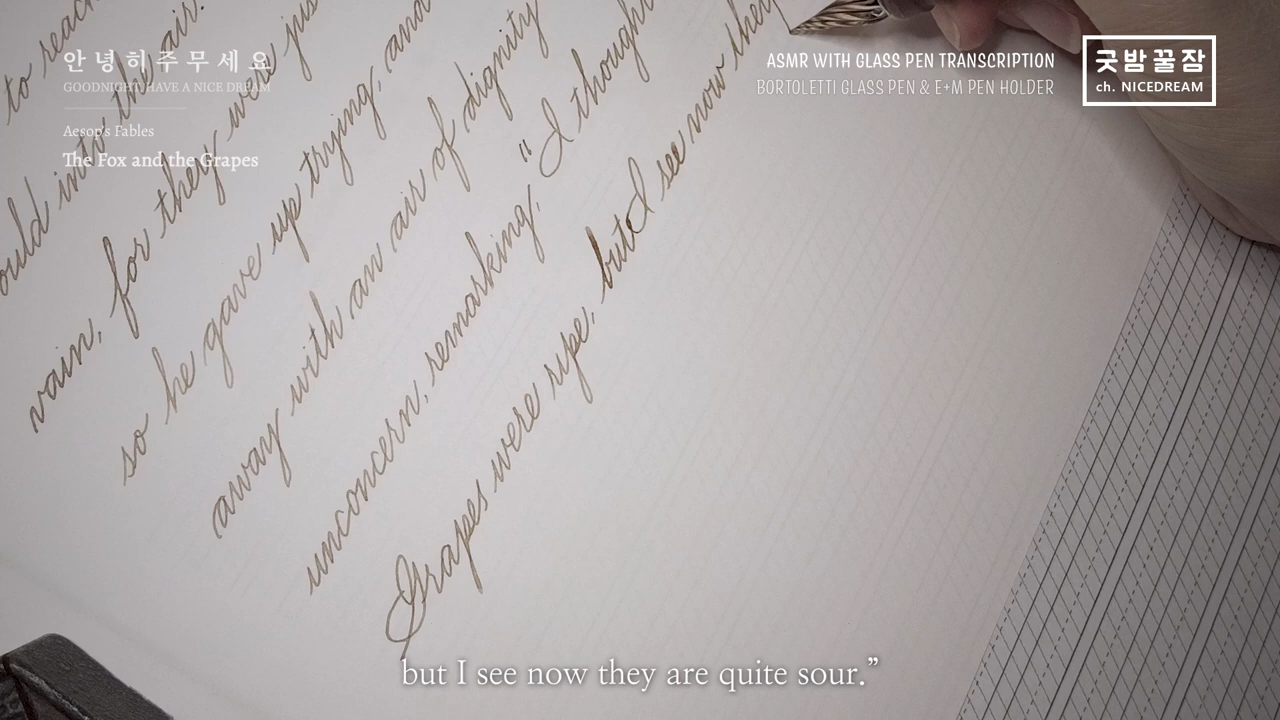 안녕히주무세요
GOODNIGHT, HAVE A NICE DREAM
Aesop's Fables
The Fox and the Grapes
ASMR WITH GLASS PEN TRANSCRIPTION
BORTOLETTI GLASS PEN & E+M PEN HOLDER
굿밤꿀잠
ch. NICEDREAM
to reach
ould into the air.
vain, for they were jus
so he gave up trying, and
away with an air of dignity
unconcern, remarking, "I thought
Grapes were ripe, but I see now they
but I see now they are quite sour.”